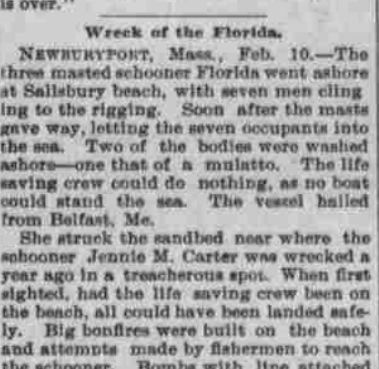 is over."
Wreck of the Florida.
NEWBURYPORT, Mass., Feb. 10.—The
three masted schooner Florida went ashore
at Salisbury beach, with seven men cling
ing to the rigging. Soon after the masts
gave way, letting the seven occupants into
the sea. Two of the bodies were washed
ashore—one that of a mulatto. The life
saving crew could do nothing, as no boat
could stand the sea. The vessel hailed
from Belfast, Me.
She struck the sandbed near where the
schooner Jennie M. Carter was wrecked a
year ago in a treacherous spot. When first
sighted, had the life saving crew been on
the beach, all could have been landed safe-
ly. Big bonfires were built on the beach
and attempts made by fishermen to reach
the schooner. Bombs with line attached